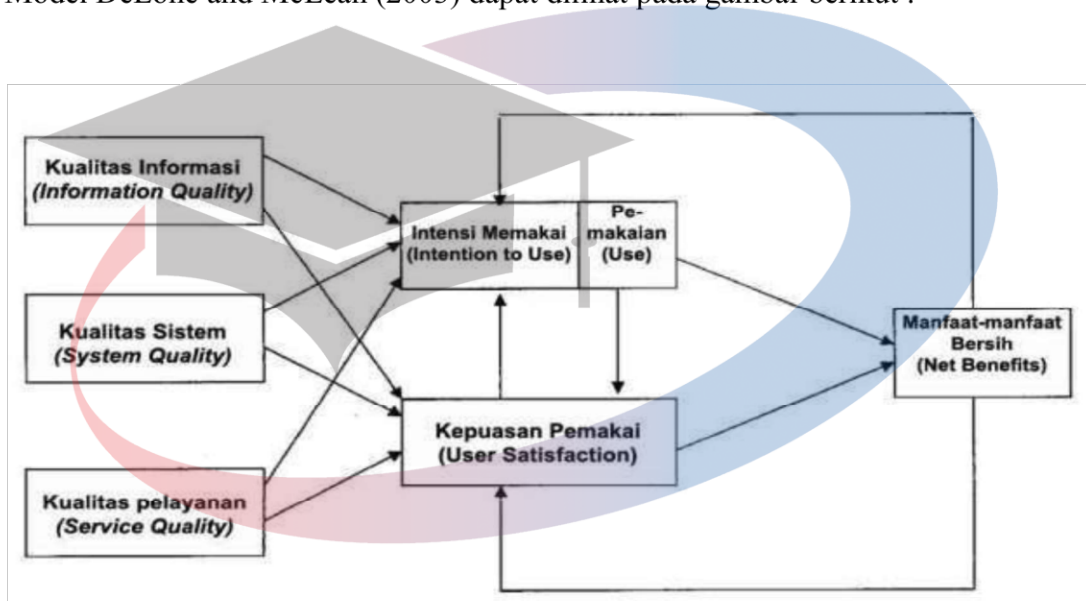 Model DeLone and McLean (2003) dapat dilihat pada gambar berikut :
Kualitas Informasi
(Information Quality)
Intensi Memakai
(Intention to Use)
Pe-
makaian
(Use)
Kualitas Sistem
(System Quality)
Manfaat-manfaat
Bersih
(Net Benefits)
Kepuasan Pemakai
(User Satisfaction)
Kualitas pelayanan
(Service Quality)